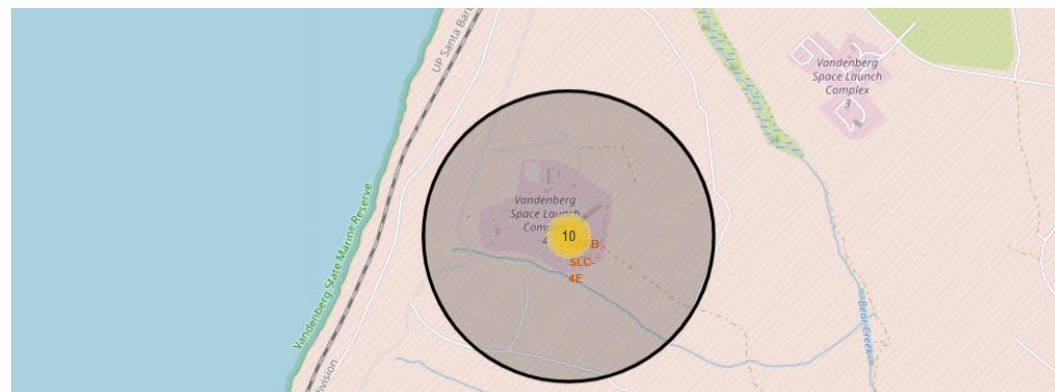 UP Santa Bar
Vandenberg
Space Launch
Complex
3
Vandenberg State Marine Reserve
Vandenberg
Space Launch
4
10
SLC-
4E
Bear Creek
division